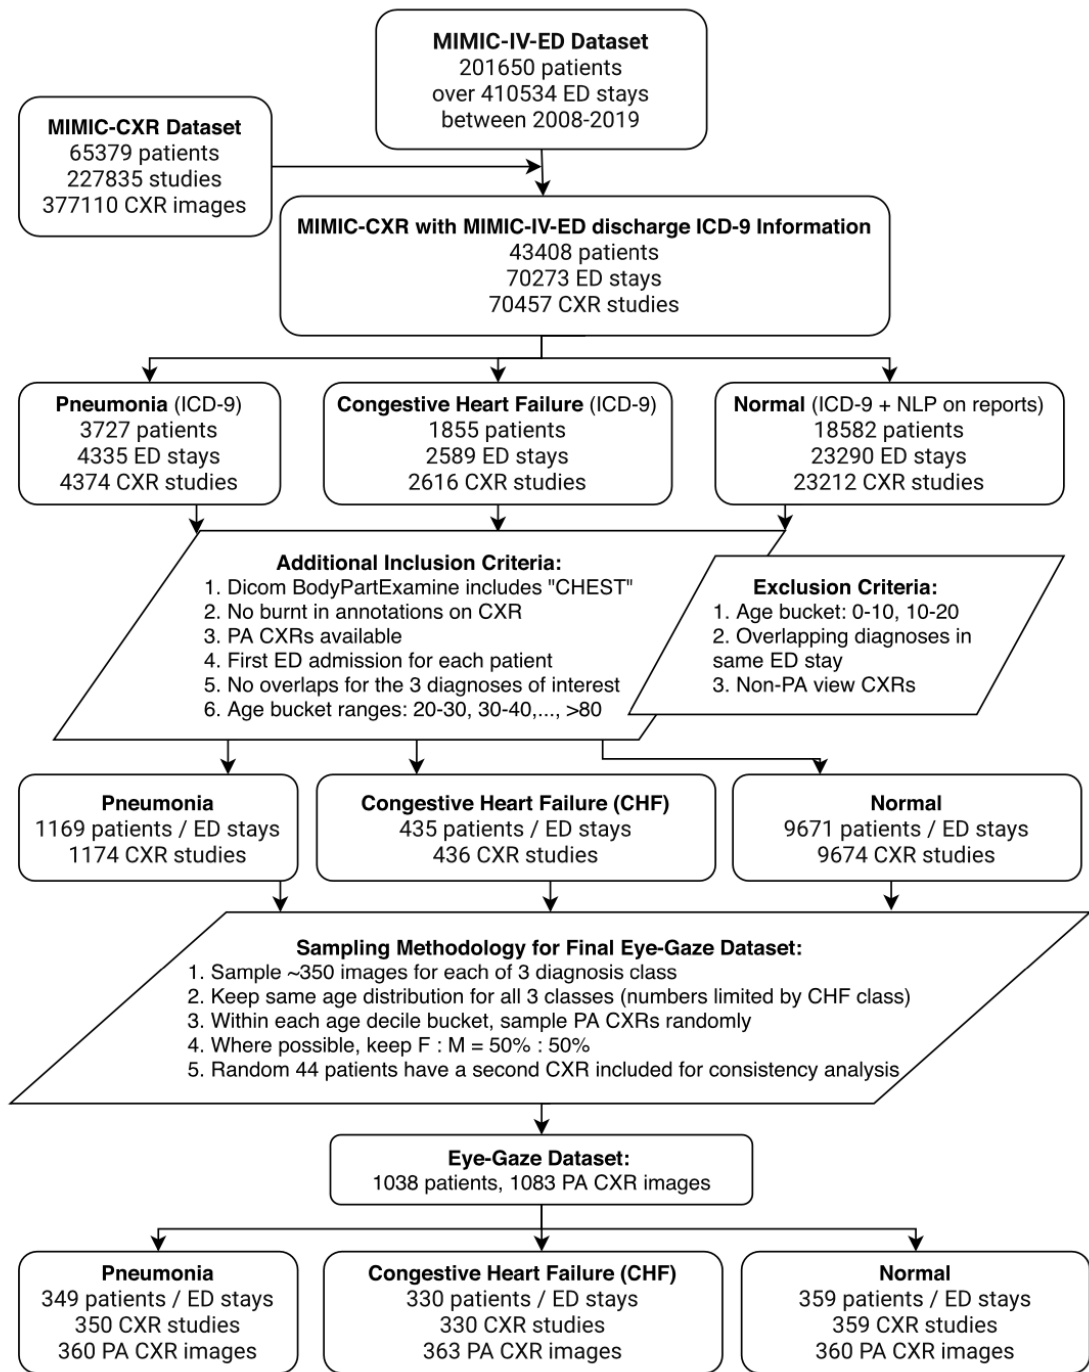 MIMIC-IV-ED Dataset
201650 patients
over 410534 ED stays
between 2008-2019
MIMIC-CXR Dataset
65379 patients
227835 studies
377110 CXR images
MIMIC-CXR with MIMIC-IV-ED discharge ICD-9 Information
43408 patients
70273 ED stays
70457 CXR studies
Pneumonia (ICD-9)
3727 patients
4335 ED stays
4374 CXR studies
Congestive Heart Failure (ICD-9)
1855 patients
2589 ED stays
2616 CXR studies
Normal (ICD-9 + NLP on reports)
18582 patients
23290 ED stays
23212 CXR studies
Additional Inclusion Criteria:
1. Dicom BodyPartExamine includes "CHEST"
2. No burnt in annotations on CXR
3. PA CXRs available
4. First ED admission for each patient
5. No overlaps for the 3 diagnoses of interest
6. Age bucket ranges: 20-30, 30-40,..., >80
Exclusion Criteria:
1. Age bucket: 0-10, 10-20
2. Overlapping diagnoses in
same ED stay
3. Non-PA view CXRs
Pneumonia
1169 patients / ED stays
1174 CXR studies
Congestive Heart Failure (CHF)
435 patients / ED stays
436 CXR studies
Normal
9671 patients / ED stays
9674 CXR studies
Sampling Methodology for Final Eye-Gaze Dataset:
1. Sample ~350 images for each of 3 diagnosis class
2. Keep same age distribution for all 3 classes (numbers limited by CHF class)
3. Within each age decile bucket, sample PA CXRs randomly
4. Where possible, keep F : M = 50% : 50%
5. Random 44 patients have a second CXR included for consistency analysis
Eye-Gaze Dataset:
1038 patients, 1083 PA CXR images
Pneumonia
349 patients / ED stays
350 CXR studies
360 PA CXR images
Congestive Heart Failure (CHF)
330 patients / ED stays
330 CXR studies
363 PA CXR images
Normal
359 patients / ED stays
359 CXR studies
360 PA CXR images